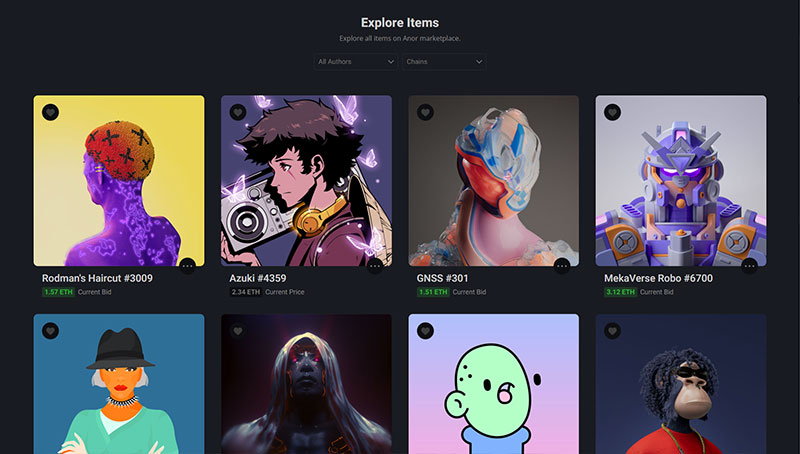 Explore Items
Explore all items on Anor marketplace.
All Authors
Chains
Rodman's Haircut #3009
1.57 ETH Current Bid
Azuki #4359
2.34 ETH Current Price
GNSS #301
1.51 ETH Current Bid
MekaVerse Robo #6700
3.12 ETH Current Bid